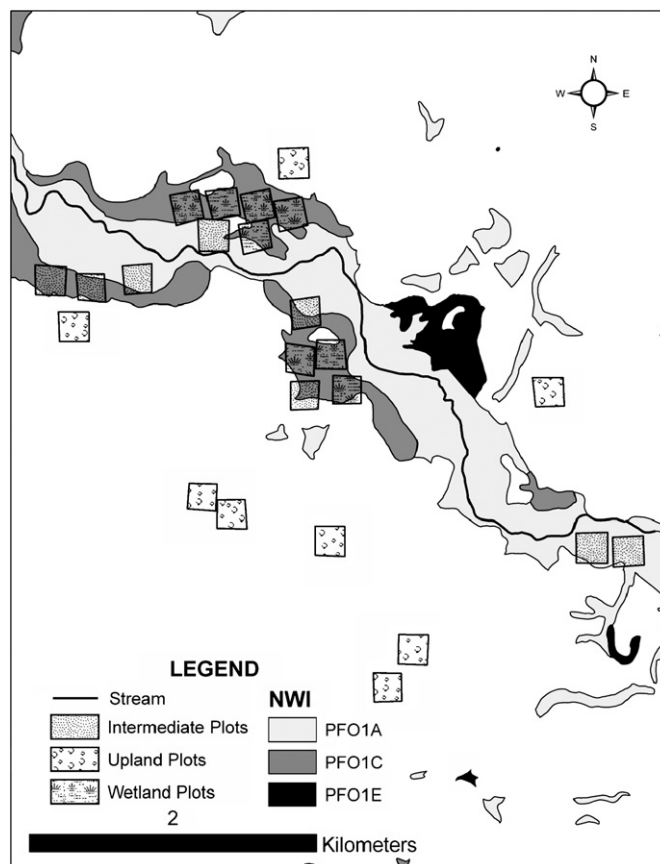 N
W E
S
LEGEND
Stream
Intermediate Plots
Upland Plots
Wetland Plots
NWI
PFO1A
PFO1C
PFO1E
2
Kilometers